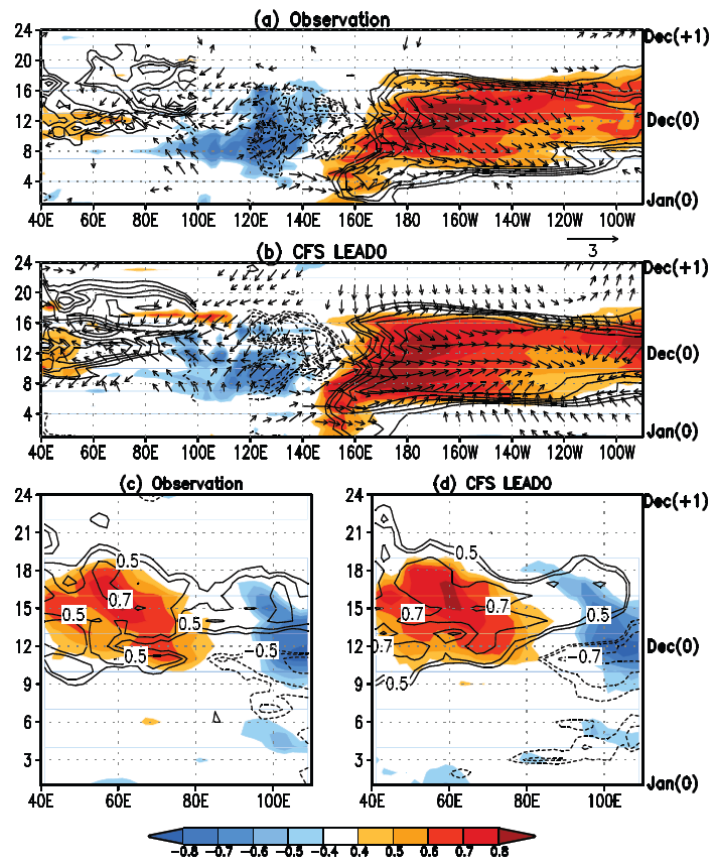 (a) Observation
24
20
16
12
8
4
Dec(+1)
Dec(0)
Jan(0)
40E 60E 80E 100E 120E 140E 160E 180 160W 140W 120W 100W
3
(b) CFS LEAD0
24
20
16
12
8
4
Dec(+1)
Dec(0)
Jan(0)
40E 60E 80E 100E 120E 140E 160E 180 160W 140W 120W 100W
(c) Observation
24
21
18
15
12
9
6
3
0.5
0.7
0.5
0.5
-0.5
40E 60E 80E 100E
(d) CFS LEAD0
24
21
18
15
12
9
6
3
0.5
0.7
0.7
0.5
0.7
-0.7
0.5
Dec(+1)
Dec(0)
Jan(0)
40E 60E 80E 100E
-0.8 -0.7 -0.6 -0.5 -0.4 0.4 0.5 0.6 0.7 0.8